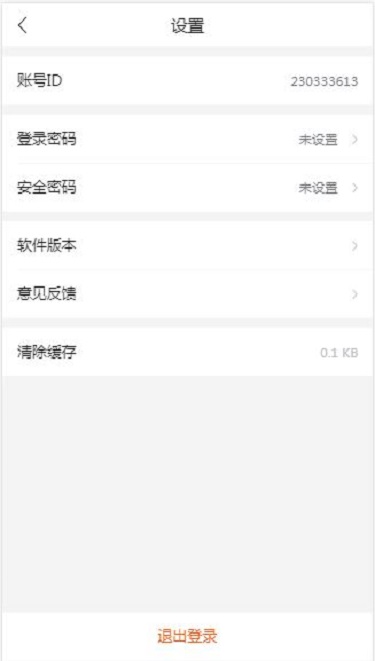 设置
账号ID 230333613
登录密码 未设置
安全密码 未设置
软件版本
意见反馈
清除缓存 0.1 KB
退出登录